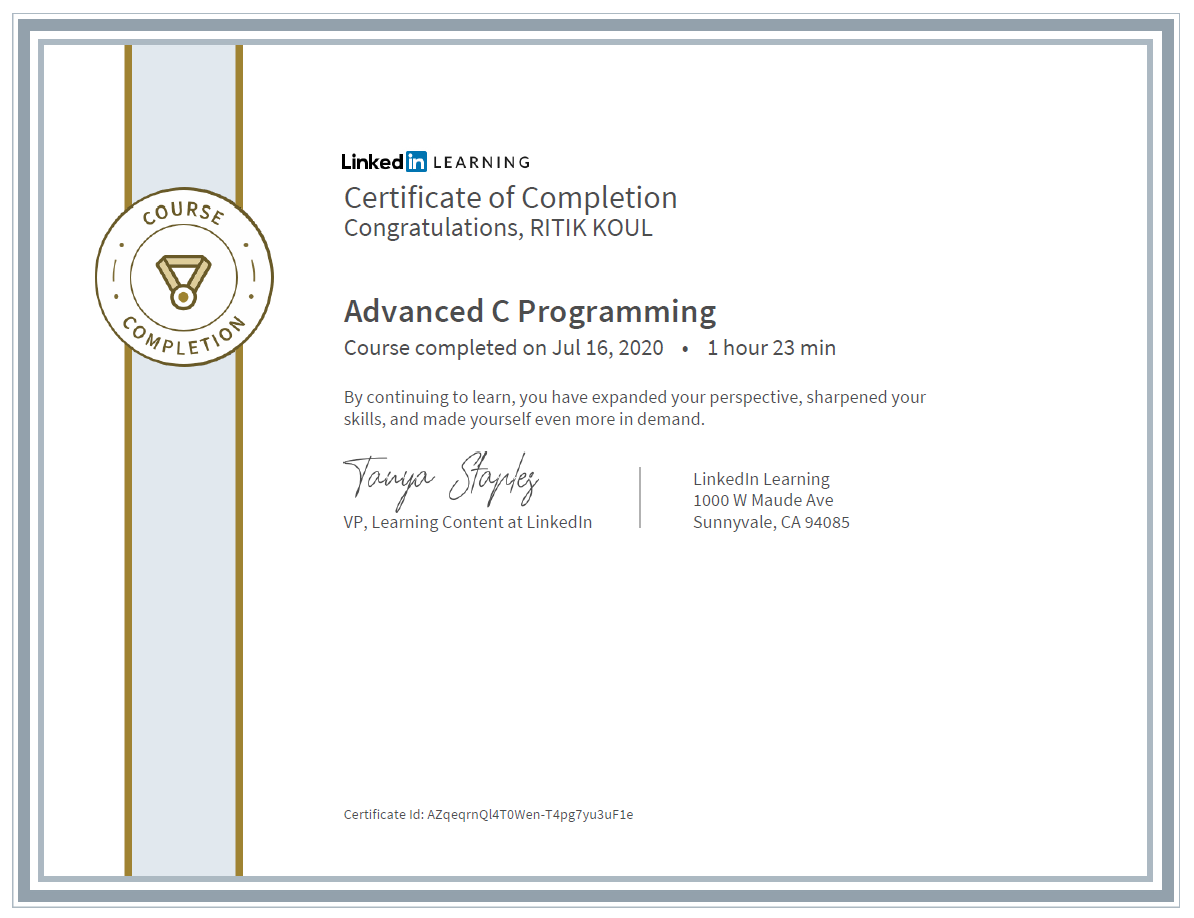 COURSE
COMPLETION
Linked in LEARNING
Certificate of Completion
Congratulations, RITIK KOUL
Advanced C Programming
Course completed on Jul 16, 2020 • 1 hour 23 min
By continuing to learn, you have expanded your perspective, sharpened your
skills, and made yourself even more in demand.
Tanya Staples
VP, Learning Content at LinkedIn
LinkedIn Learning
1000 W Maude Ave
Sunnyvale, CA 94085
Certificate Id: AZqeqrnQl4T0Wen-T4pg7yu3uF1e